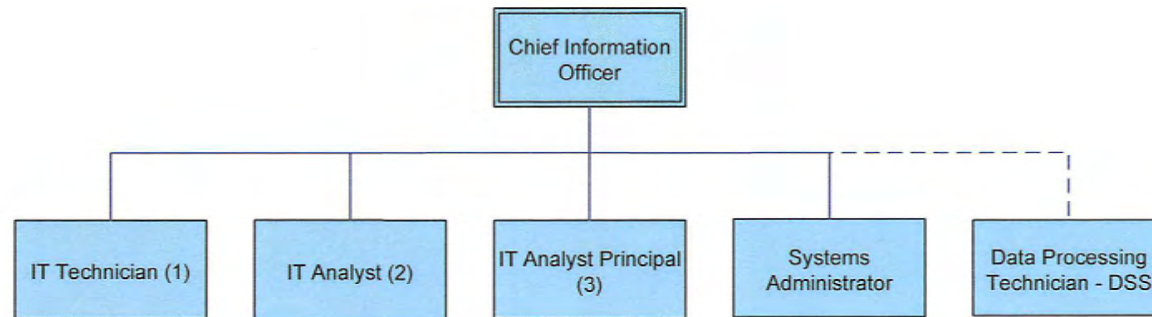 Chief Information
Officer
IT Technician (1)
IT Analyst (2)
IT Analyst Principal
(3)
Systems
Administrator
Data Processing
Technician - DSS